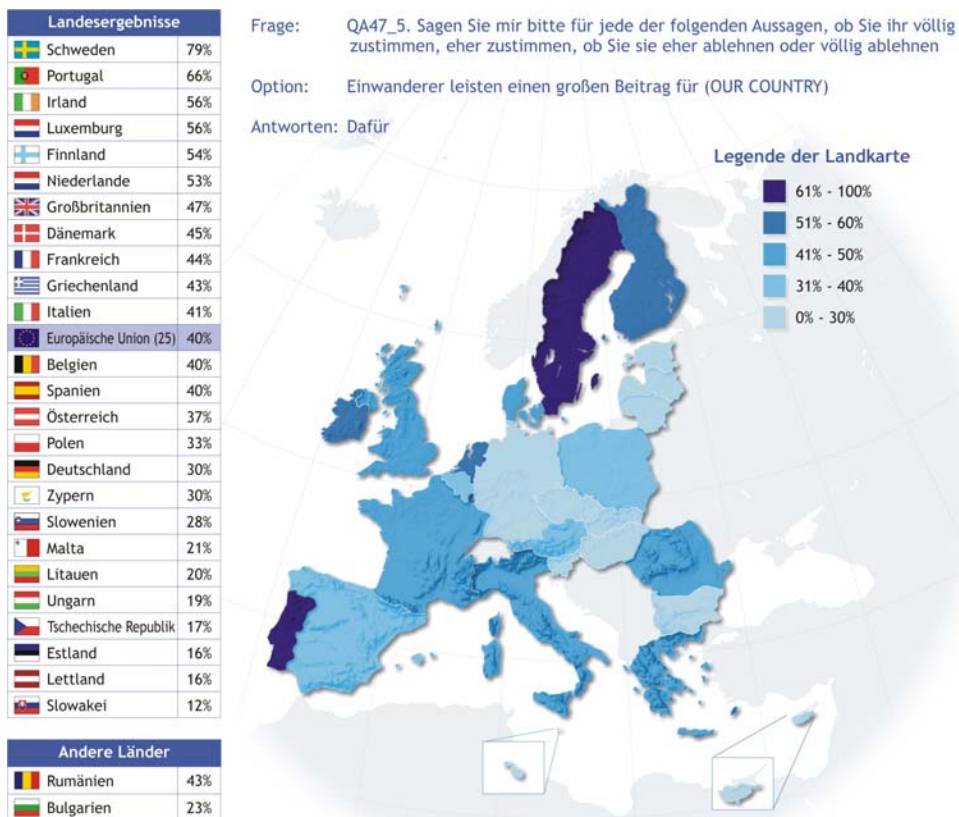 Landesergebnisse
Schweden 79%
Portugal 66%
Irland 56%
Luxemburg 56%
Finnland 54%
Niederlande 53%
Großbritannien 47%
Dänemark 45%
Frankreich 44%
Griechenland 43%
Italien 41%
Europäische Union (25) 40%
Belgien 40%
Spanien 40%
Österreich 37%
Polen 33%
Deutschland 30%
Zypern 30%
Slowenien 28%
Malta 21%
Litauen 20%
Ungarn 19%
Tschechische Republik 17%
Estland 16%
Lettland 16%
Slowakei 12%
Andere Länder
Rumänien 43%
Bulgarien 23%
Frage: QA47_5. Sagen Sie mir bitte für jede der folgenden Aussagen, ob Sie ihr völlig
zustimmen, eher zustimmen, ob Sie sie eher ablehnen oder völlig ablehnen
Option: Einwanderer leisten einen großen Beitrag für (OUR COUNTRY)
Antworten: Dafür
Legende der Landkarte
61% - 100%
51% - 60%
41% - 50%
31% - 40%
0% - 30%